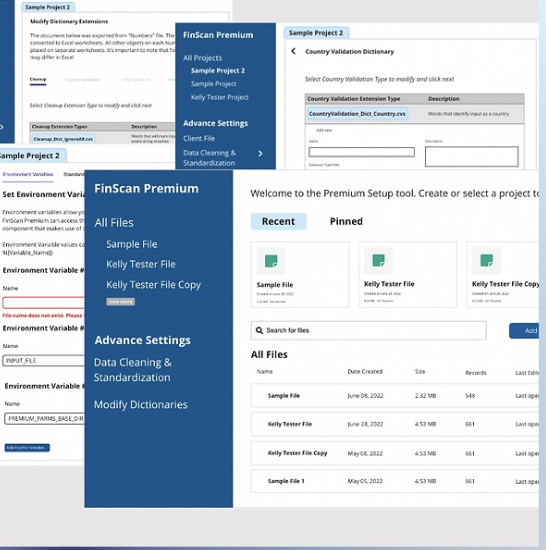 Sample Project 2
Modify Dictionary Extensions
The document below was exported from "Numbers" file. The
converted to Excel worksheets. All other objects on each Num
placed on separate worksheets. It's important to note that fo
may differ in Excel
Cleanup
Country Validation
Select Cleanup Extension Type to modify and click next
Cleanup Extension Types
Description
Cleanup_Dict_IgnoreAll.cvs
FinScan Premium
All Projects
Sample Project 2
Sample Project
Kelly Tester Project
Advance Settings
Client File
Data Cleaning &
Standardization
Sample Project 2
Country Validation Dictionary
Select Country Validation Type to modify and click next
Country Validation Extension Type
Description
CountryValidation_Dict_Country.cvs
Words that identify input as a country
Add new
Name
Description
Extension Type Path
Sample Project 2
Environment Variables
Standar
Set Environment Varia
Environment variables allow yo
FinScan Premium can access th
component that makes use of
Environment Variable values ca
%[(Variable_Name)]
Environment Variable #
Name
File name does not exist. Please
Environment Variable #
Name
INPUT_FILE
Environment Variable #
Name
PREMIUM_PARMS_BASE_DIR
Add Another Variable
FinScan Premium
All Files
Sample File
Kelly Tester File
Kelly Tester File Copy
view more
Advance Settings
Data Cleaning &
Standardization
Modify Dictionaries
Welcome to the Premium Setup tool. Create or select a project to
Recent
Pinned
Sample File
Kelly Tester File
Kelly Tester File Copy
Search for files
Add
All Files
Name
Date Created
Size
Records
Last Edite
Sample File
June 08, 2022
2.32 MB
548
Last ope
Kelly Tester File
June 28, 2022
4.53 MB
661
Last ope
Kelly Tester File Copy
May 08, 2022
4.53 MB
661
Last ope
Sample File 1
May 05, 2022
4.53 MB
661
Last ope